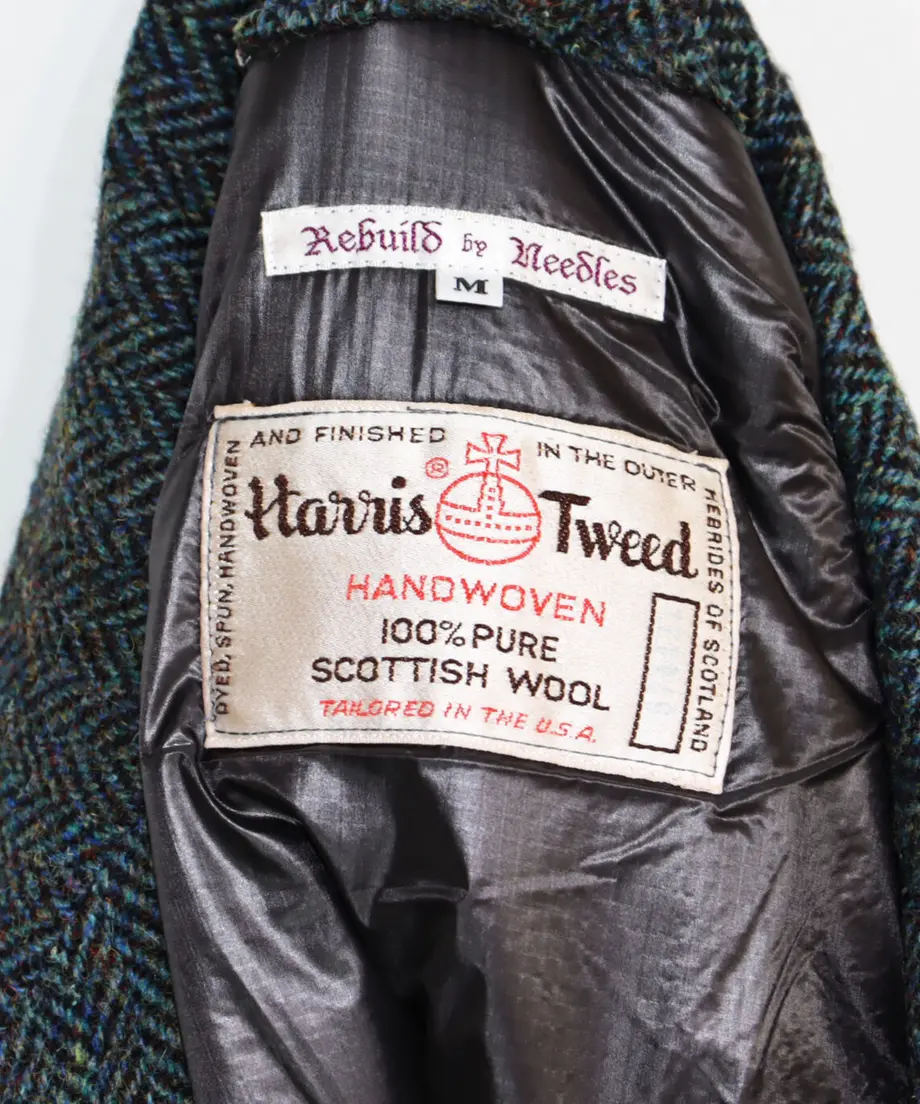 Rebuild by Needles
M
DYED, SPUN, HANDWOVEN
AND FINISHED
IN THE OUTER
HEBRIDES OF SCOTLAND
Harris ® Tweed
HANDWOVEN
100% PURE
SCOTTISH WOOL
TAILORED IN THE U.S.A.